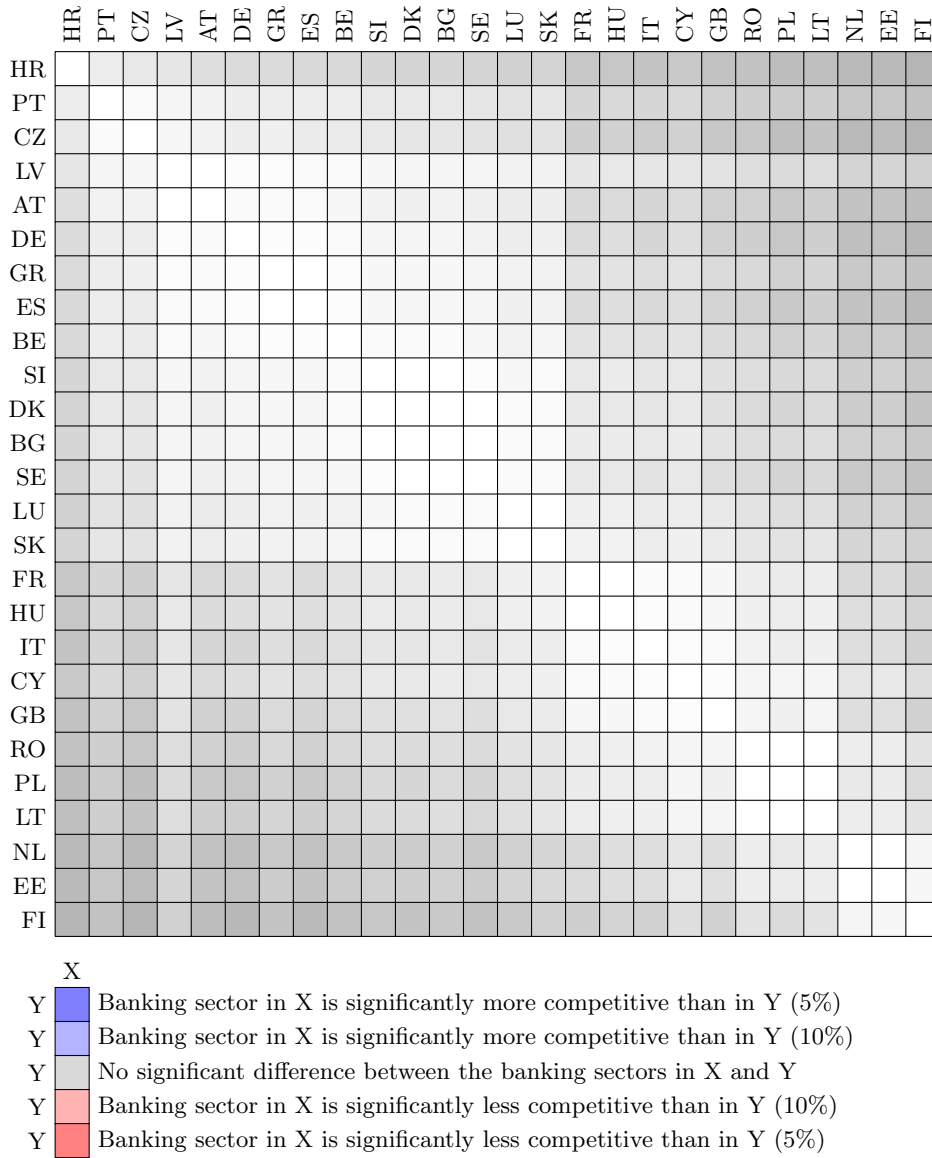 HR PT CZ LV AT DE GR ES BE SI DK BG SE LU SK FR HU IT CY GB RO PL LT NL EE FI
HR
PT
CZ
LV
AT
DE
GR
ES
BE
SI
DK
BG
SE
LU
SK
FR
HU
IT
CY
GB
RO
PL
LT
NL
EE
FI
X
Y Banking sector in X is significantly more competitive than in Y (5%)
Y Banking sector in X is significantly more competitive than in Y (10%)
Y No significant difference between the banking sectors in X and Y
Y Banking sector in X is significantly less competitive than in Y (10%)
Y Banking sector in X is significantly less competitive than in Y (5%)